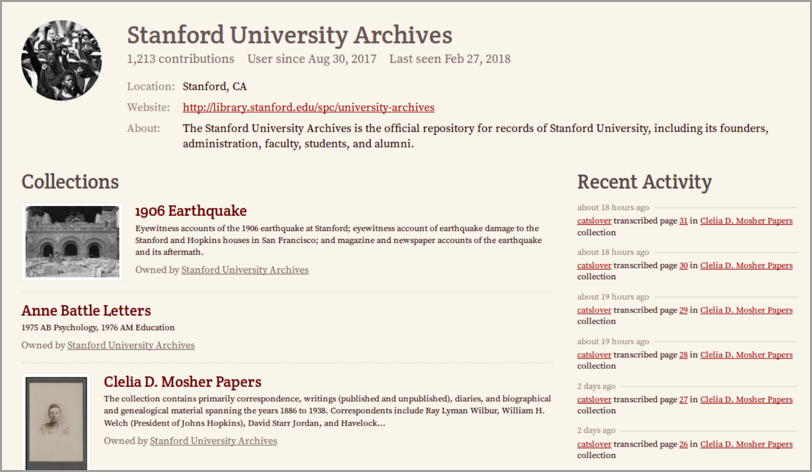 Stanford University Archives
1,213 contributions User since Aug 30, 2017 Last seen Feb 27, 2018
Location: Stanford, CA
Website: http://library.stanford.edu/spc/university-archives
About: The Stanford University Archives is the official repository for records of Stanford University, including its founders,
administration, faculty, students, and alumni.
Collections
1906 Earthquake
Eyewitness accounts of the 1906 earthquake at Stanford; eyewitness account of earthquake damage to the
Stanford and Hopkins houses in San Francisco; and magazine and newspaper accounts of the earthquake
and its aftermath.
Owned by Stanford University Archives
Anne Battle Letters
1975 AB Psychology, 1976 AM Education
Owned by Stanford University Archives
Clelia D. Mosher Papers
The collection contains primarily correspondence, writings (published and unpublished), diaries, and biographical
and genealogical material spanning the years 1886 to 1938. Correspondents include Ray Lyman Wilbur, William H.
Welch (President of Johns Hopkins), David Starr Jordan, and Havelock...
Owned by Stanford University Archives
Recent Activity
about 18 hours ago
catslover transcribed page 31 in Clelia D. Mosher Papers
collection
about 18 hours ago
catslover transcribed page 30 in Clelia D. Mosher Papers
collection
about 19 hours ago
catslover transcribed page 29 in Clelia D. Mosher Papers
collection
about 19 hours ago
catslover transcribed page 28 in Clelia D. Mosher Papers
collection
2 days ago
catslover transcribed page 27 in Clelia D. Mosher Papers
collection
2 days ago
catslover transcribed page 26 in Clelia D. Mosher Papers
collection